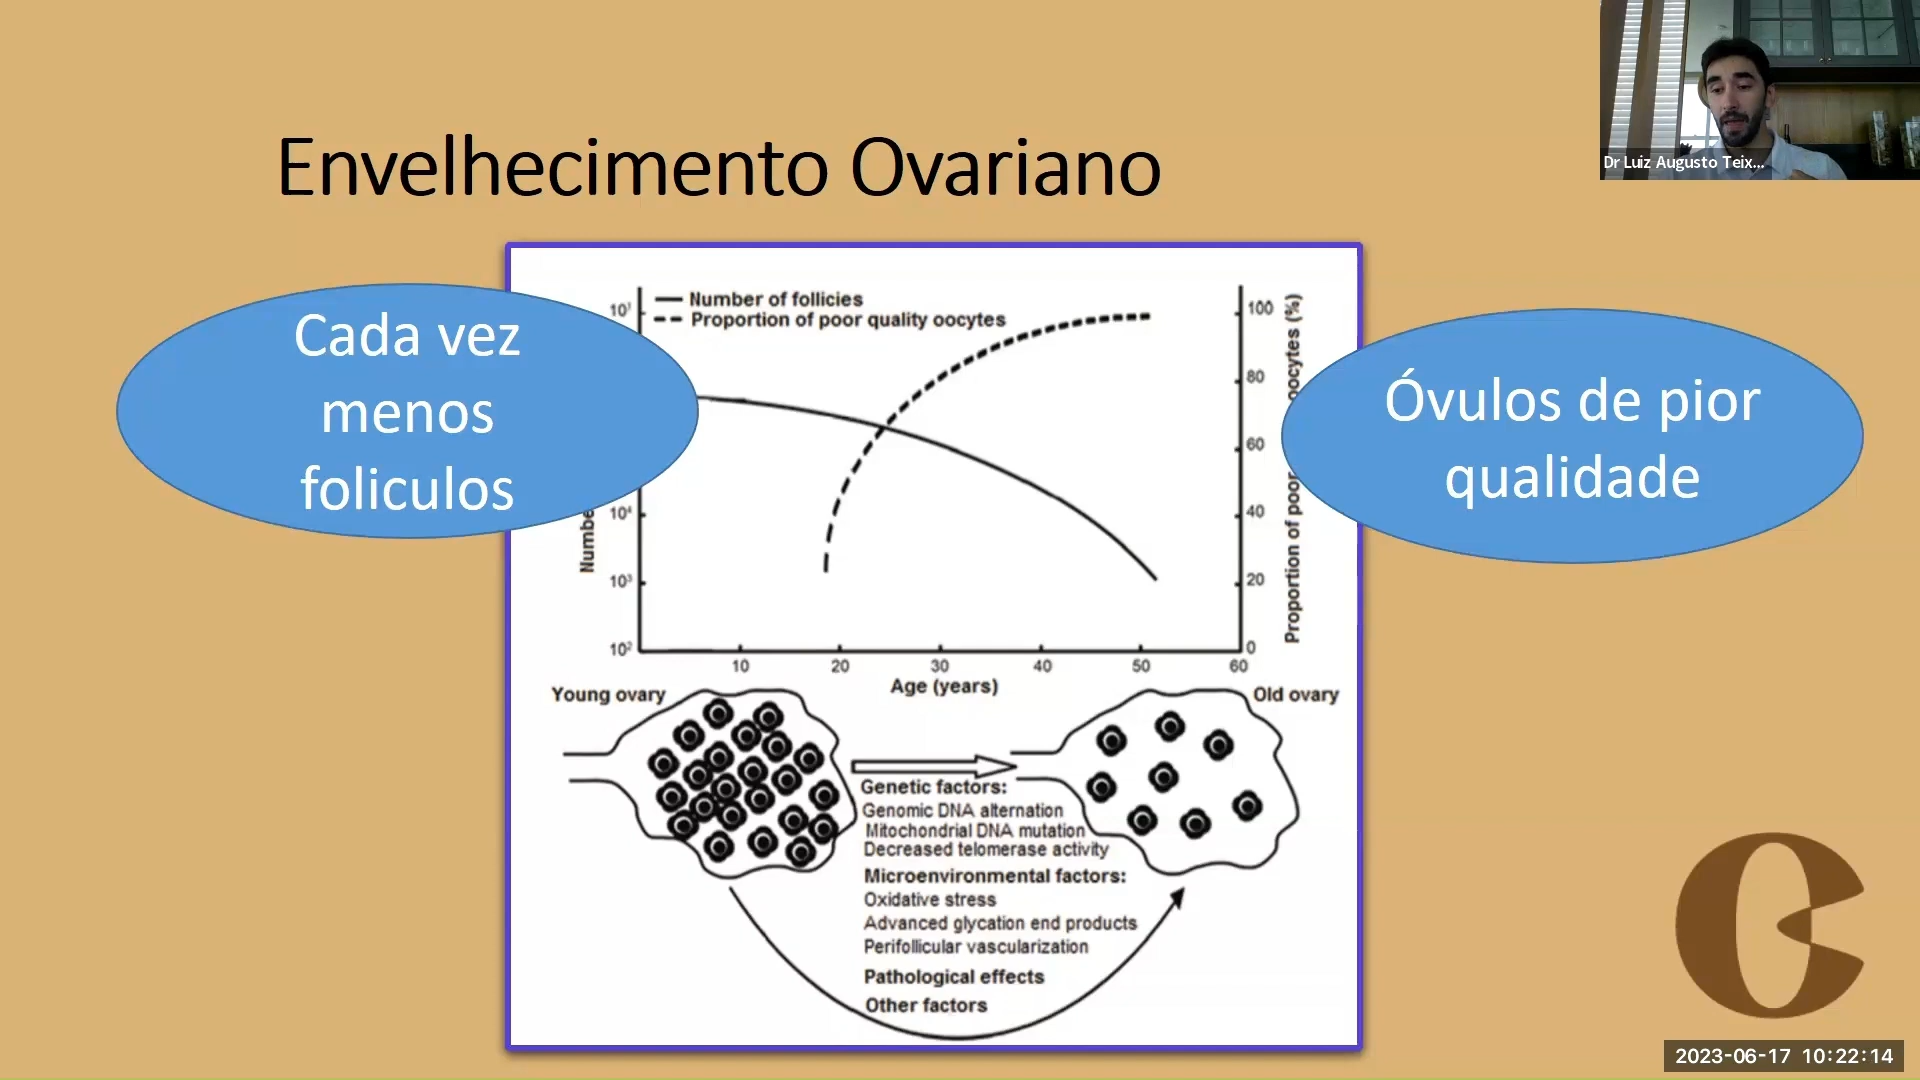 Dr Luiz Augusto Teix...
Envelhecimento Ovariano
Cada vez
menos
foliculos
Óvulos de pior
qualidade
Number of follicies
Proportion of poor quality oocytes
10⁴
10³
10²
100
80
60
40
20
0
Proportion of poor
oocytes (%)
10 20 30 40 50 60
Age (years)
Young ovary
Old ovary
Genetic factors:
Genomic DNA alternation
Mitochondrial DNA mutation
Decreased telomerase activity
Microenvironmental factors:
Oxidative stress
Advanced glycation end products
Perifollicular vascularization
Pathological effects
Other factors
2023-06-17 10:22:14